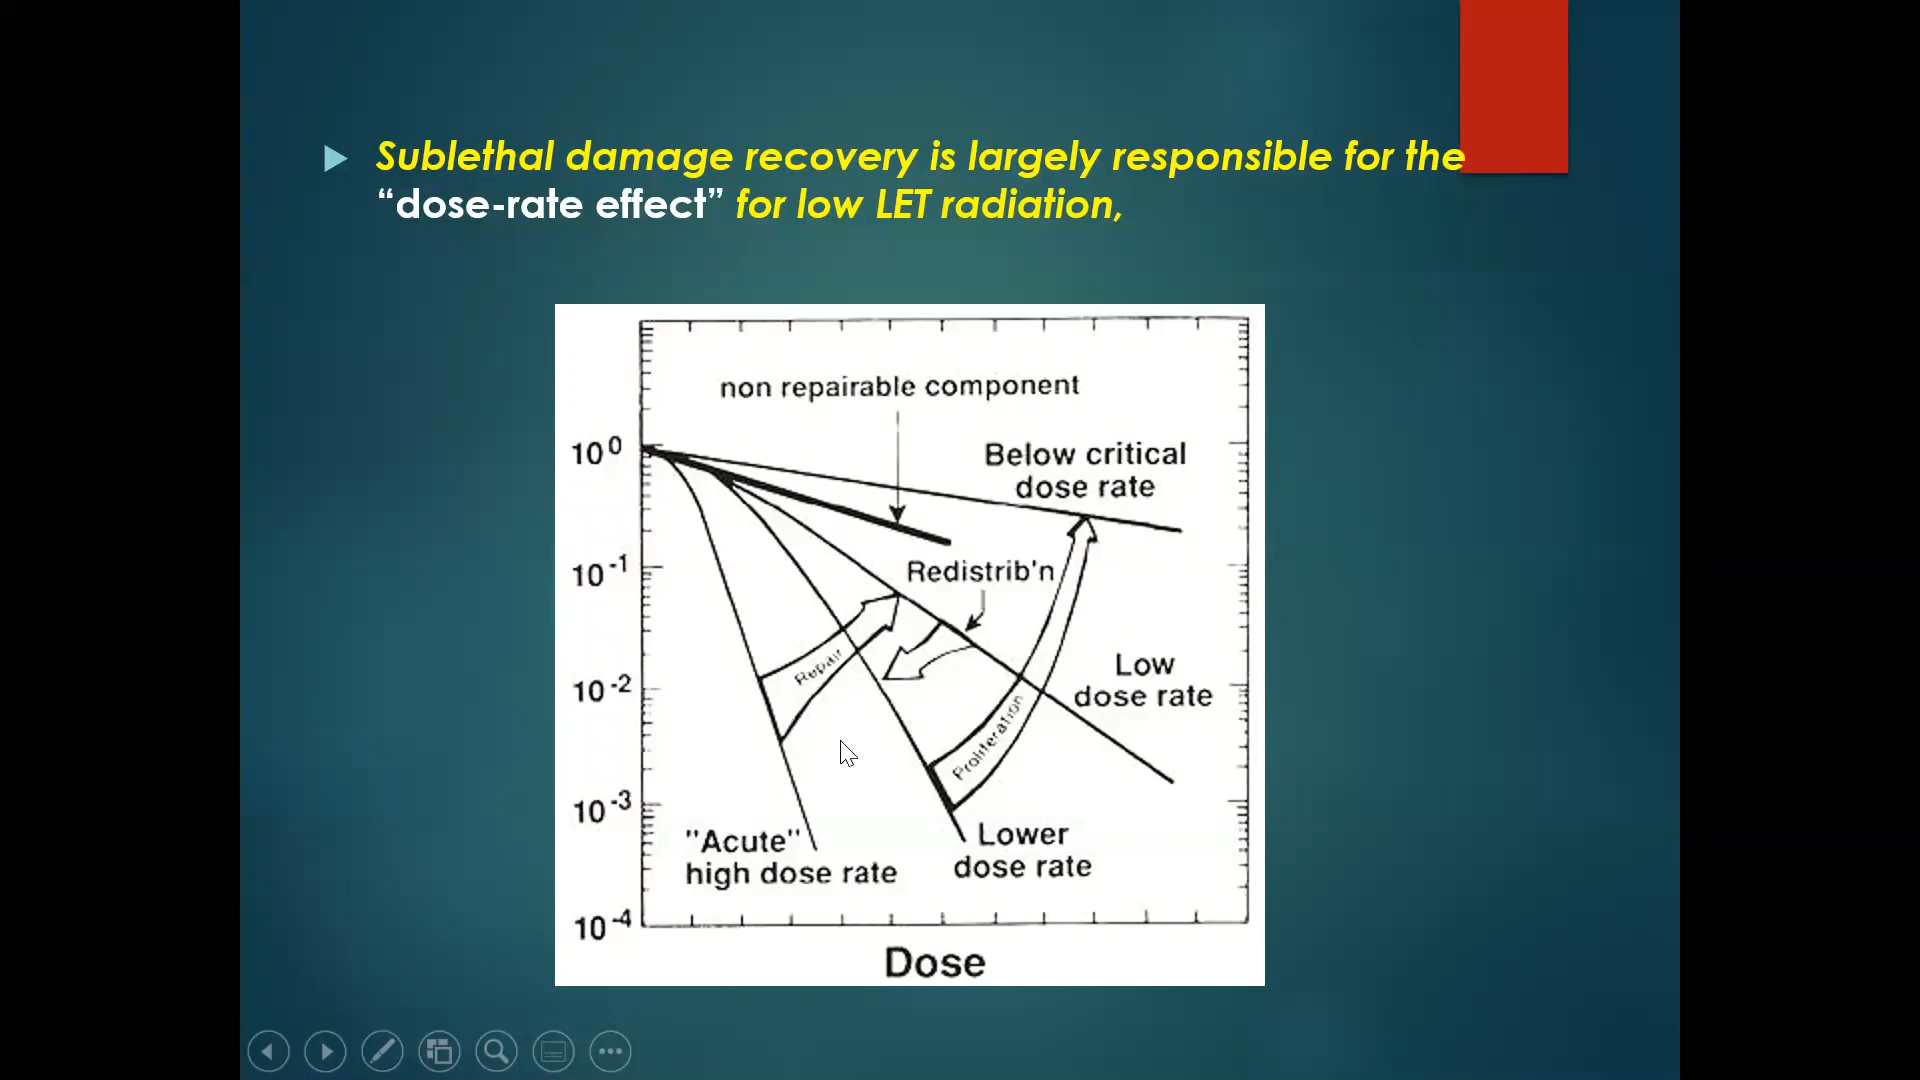 Sublethal damage recovery is largely responsible for the
“dose-rate effect” for low LET radiation,
non repairable component
10⁰
Below critical
dose rate
10⁻¹
Redistrib'n
Repair
Low
dose rate
10⁻²
Proliferation
10⁻³
"Acute"
high dose rate
Lower
dose rate
10⁻⁴
Dose